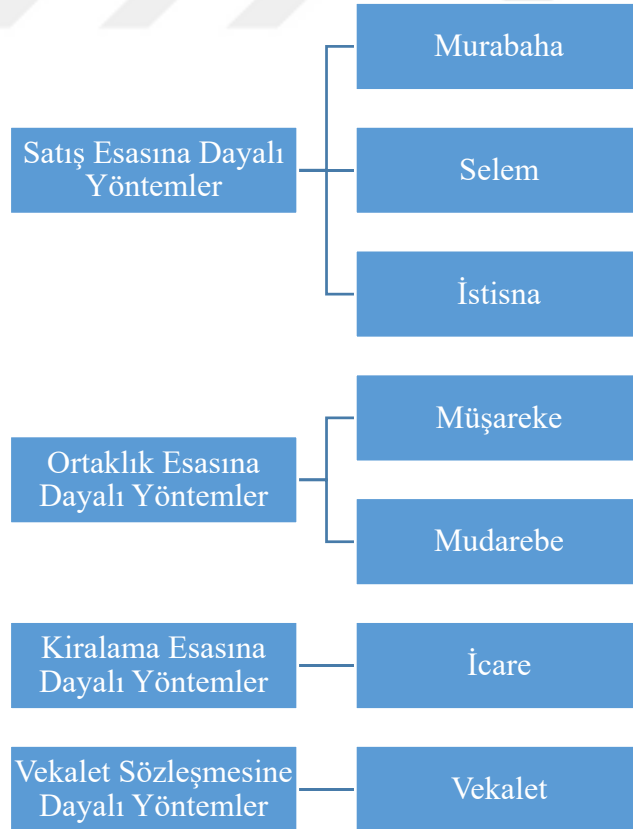 Satış Esasına Dayalı
Yöntemler
Murabaha
Selem
İstisna
Ortaklık Esasına
Dayalı Yöntemler
Müşareke
Mudarebe
Kiralama Esasına
Dayalı Yöntemler
İcare
Vekalet Sözleşmesine
Dayalı Yöntemler
Vekalet